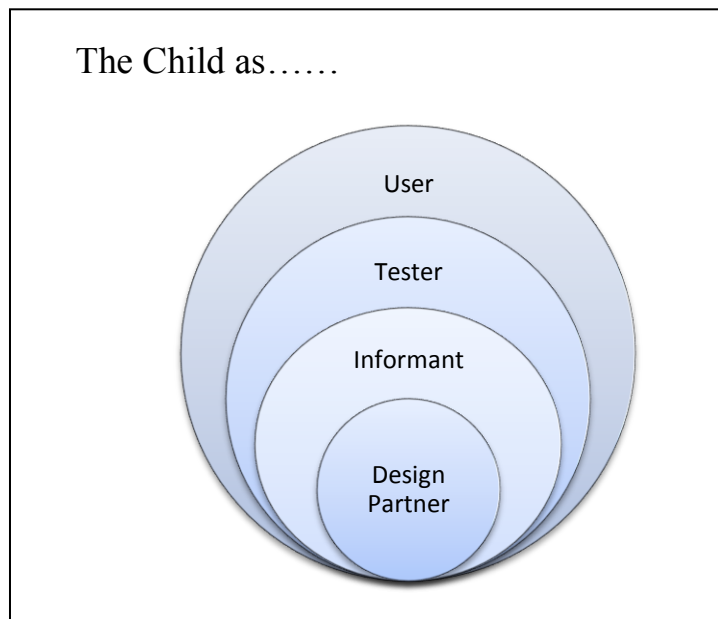 The Child as……
User
Tester
Informant
Design
Partner